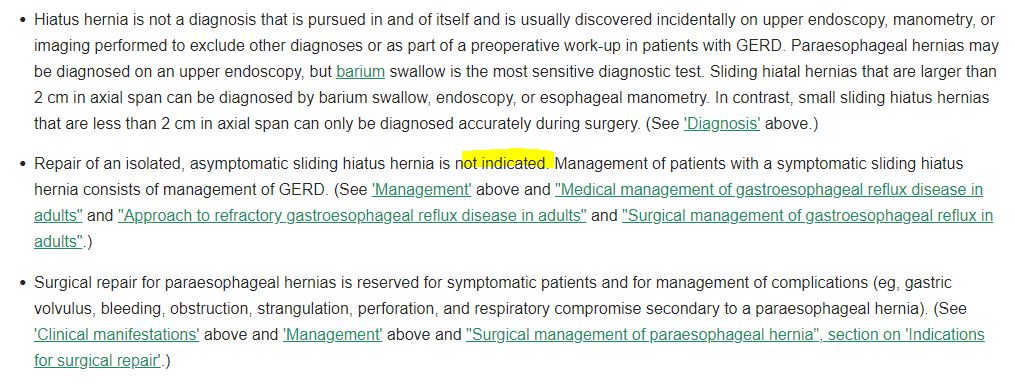 • Hiatus hernia is not a diagnosis that is pursued in and of itself and is usually discovered incidentally on upper endoscopy, manometry, or
imaging performed to exclude other diagnoses or as part of a preoperative work-up in patients with GERD. Paraesophageal hernias may
be diagnosed on an upper endoscopy, but barium swallow is the most sensitive diagnostic test. Sliding hiatal hernias that are larger than
2 cm in axial span can be diagnosed by barium swallow, endoscopy, or esophageal manometry. In contrast, small sliding hiatus hernias
that are less than 2 cm in axial span can only be diagnosed accurately during surgery. (See 'Diagnosis' above.)
• Repair of an isolated, asymptomatic sliding hiatus hernia is not indicated. Management of patients with a symptomatic sliding hiatus
hernia consists of management of GERD. (See 'Management' above and "Medical management of gastroesophageal reflux disease in
adults" and "Approach to refractory gastroesophageal reflux disease in adults" and "Surgical management of gastroesophageal reflux in
adults".)
• Surgical repair for paraesophageal hernias is reserved for symptomatic patients and for management of complications (eg, gastric
volvulus, bleeding, obstruction, strangulation, perforation, and respiratory compromise secondary to a paraesophageal hernia). (See
'Clinical manifestations' above and 'Management' above and "Surgical management of paraesophageal hernia", section on 'Indications
for surgical repair'.)